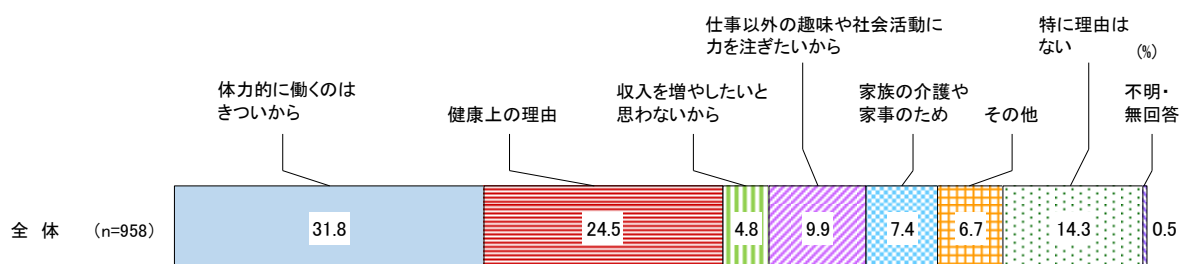 仕事以外の趣味や社会活動に
力を注ぎたいから
特に理由は
ない
(%)
体力的に働くのは
きついから
健康上の理由
収入を増やしたいと
思わないから
家族の介護や
家事のため
その他
不明・
無回答
全 体 (n=958)
31.8
24.5
4.8
9.9
7.4
6.7
14.3
0.5